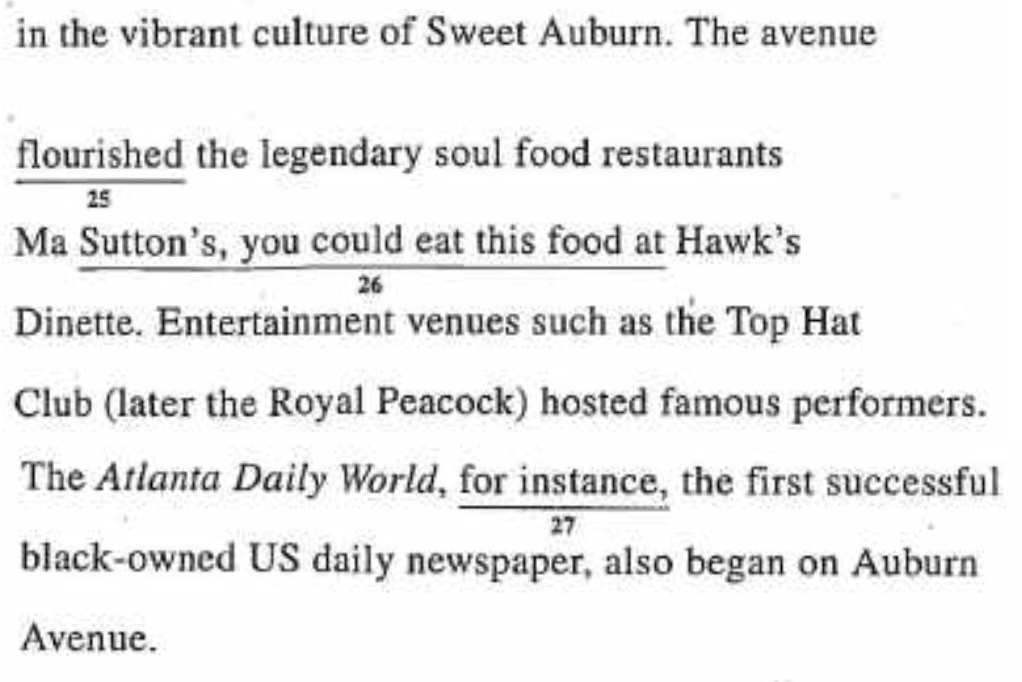 in the vibrant culture of Sweet Auburn. The avenue
flourished the legendary soul food restaurants
25
Ma Sutton's, you could eat this food at Hawk's
26
Dinette. Entertainment venues such as the Top Hat
Club (later the Royal Peacock) hosted famous performers.
The Atlanta Daily World, for instance, the first successful
27
black-owned US daily newspaper, also began on Auburn
Avenue.